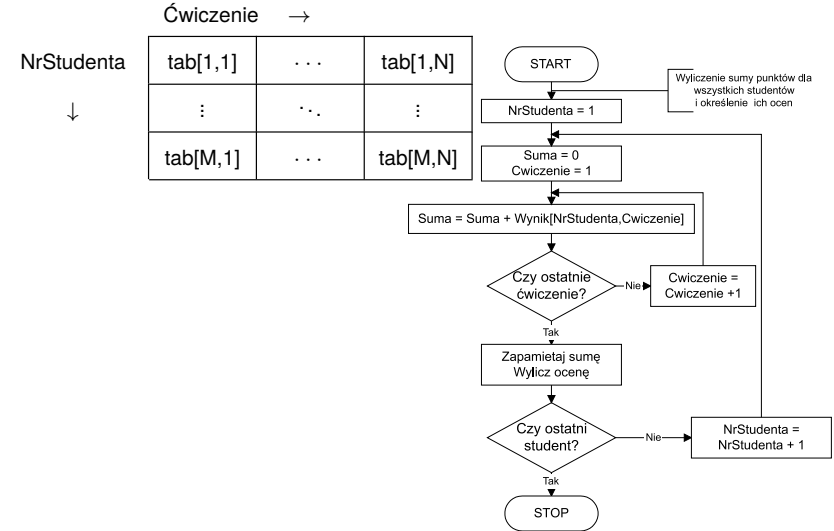 Ćwiczenie →
NrStudenta
↓
tab[1,1] . . . tab[1,N]
⋮ ⋱ ⋮
tab[M,1] . . . tab[M,N]
START
Wyliczenie sumy punktów dla
wszystkich studentów
i określenie ich ocen
NrStudenta = 1
Suma = 0
Cwiczenie = 1
Suma = Suma + Wynik[NrStudenta,Cwiczenie]
Czy ostatnie
ćwiczenie?
Nie
Cwiczenie =
Cwiczenie +1
Tak
Zapamietaj sumę
Wylicz ocenę
Czy ostatni
student?
Nie
NrStudenta =
NrStudenta + 1
Tak
STOP